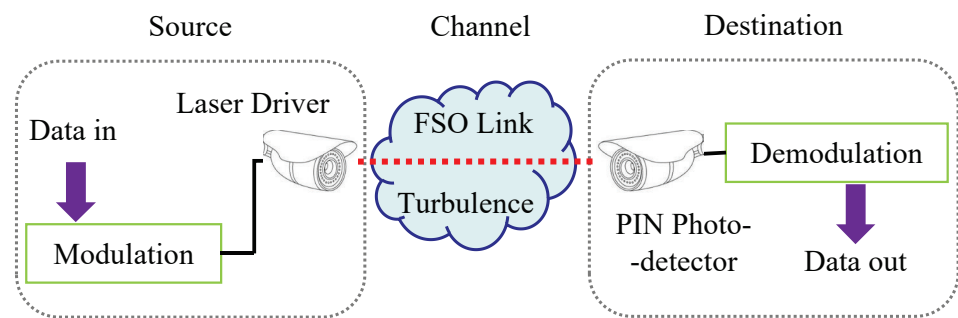 Source
Channel
Destination
Laser Driver
Data in
Modulation
FSO Link
Turbulence
PIN Photo-
-detector
Demodulation
Data out